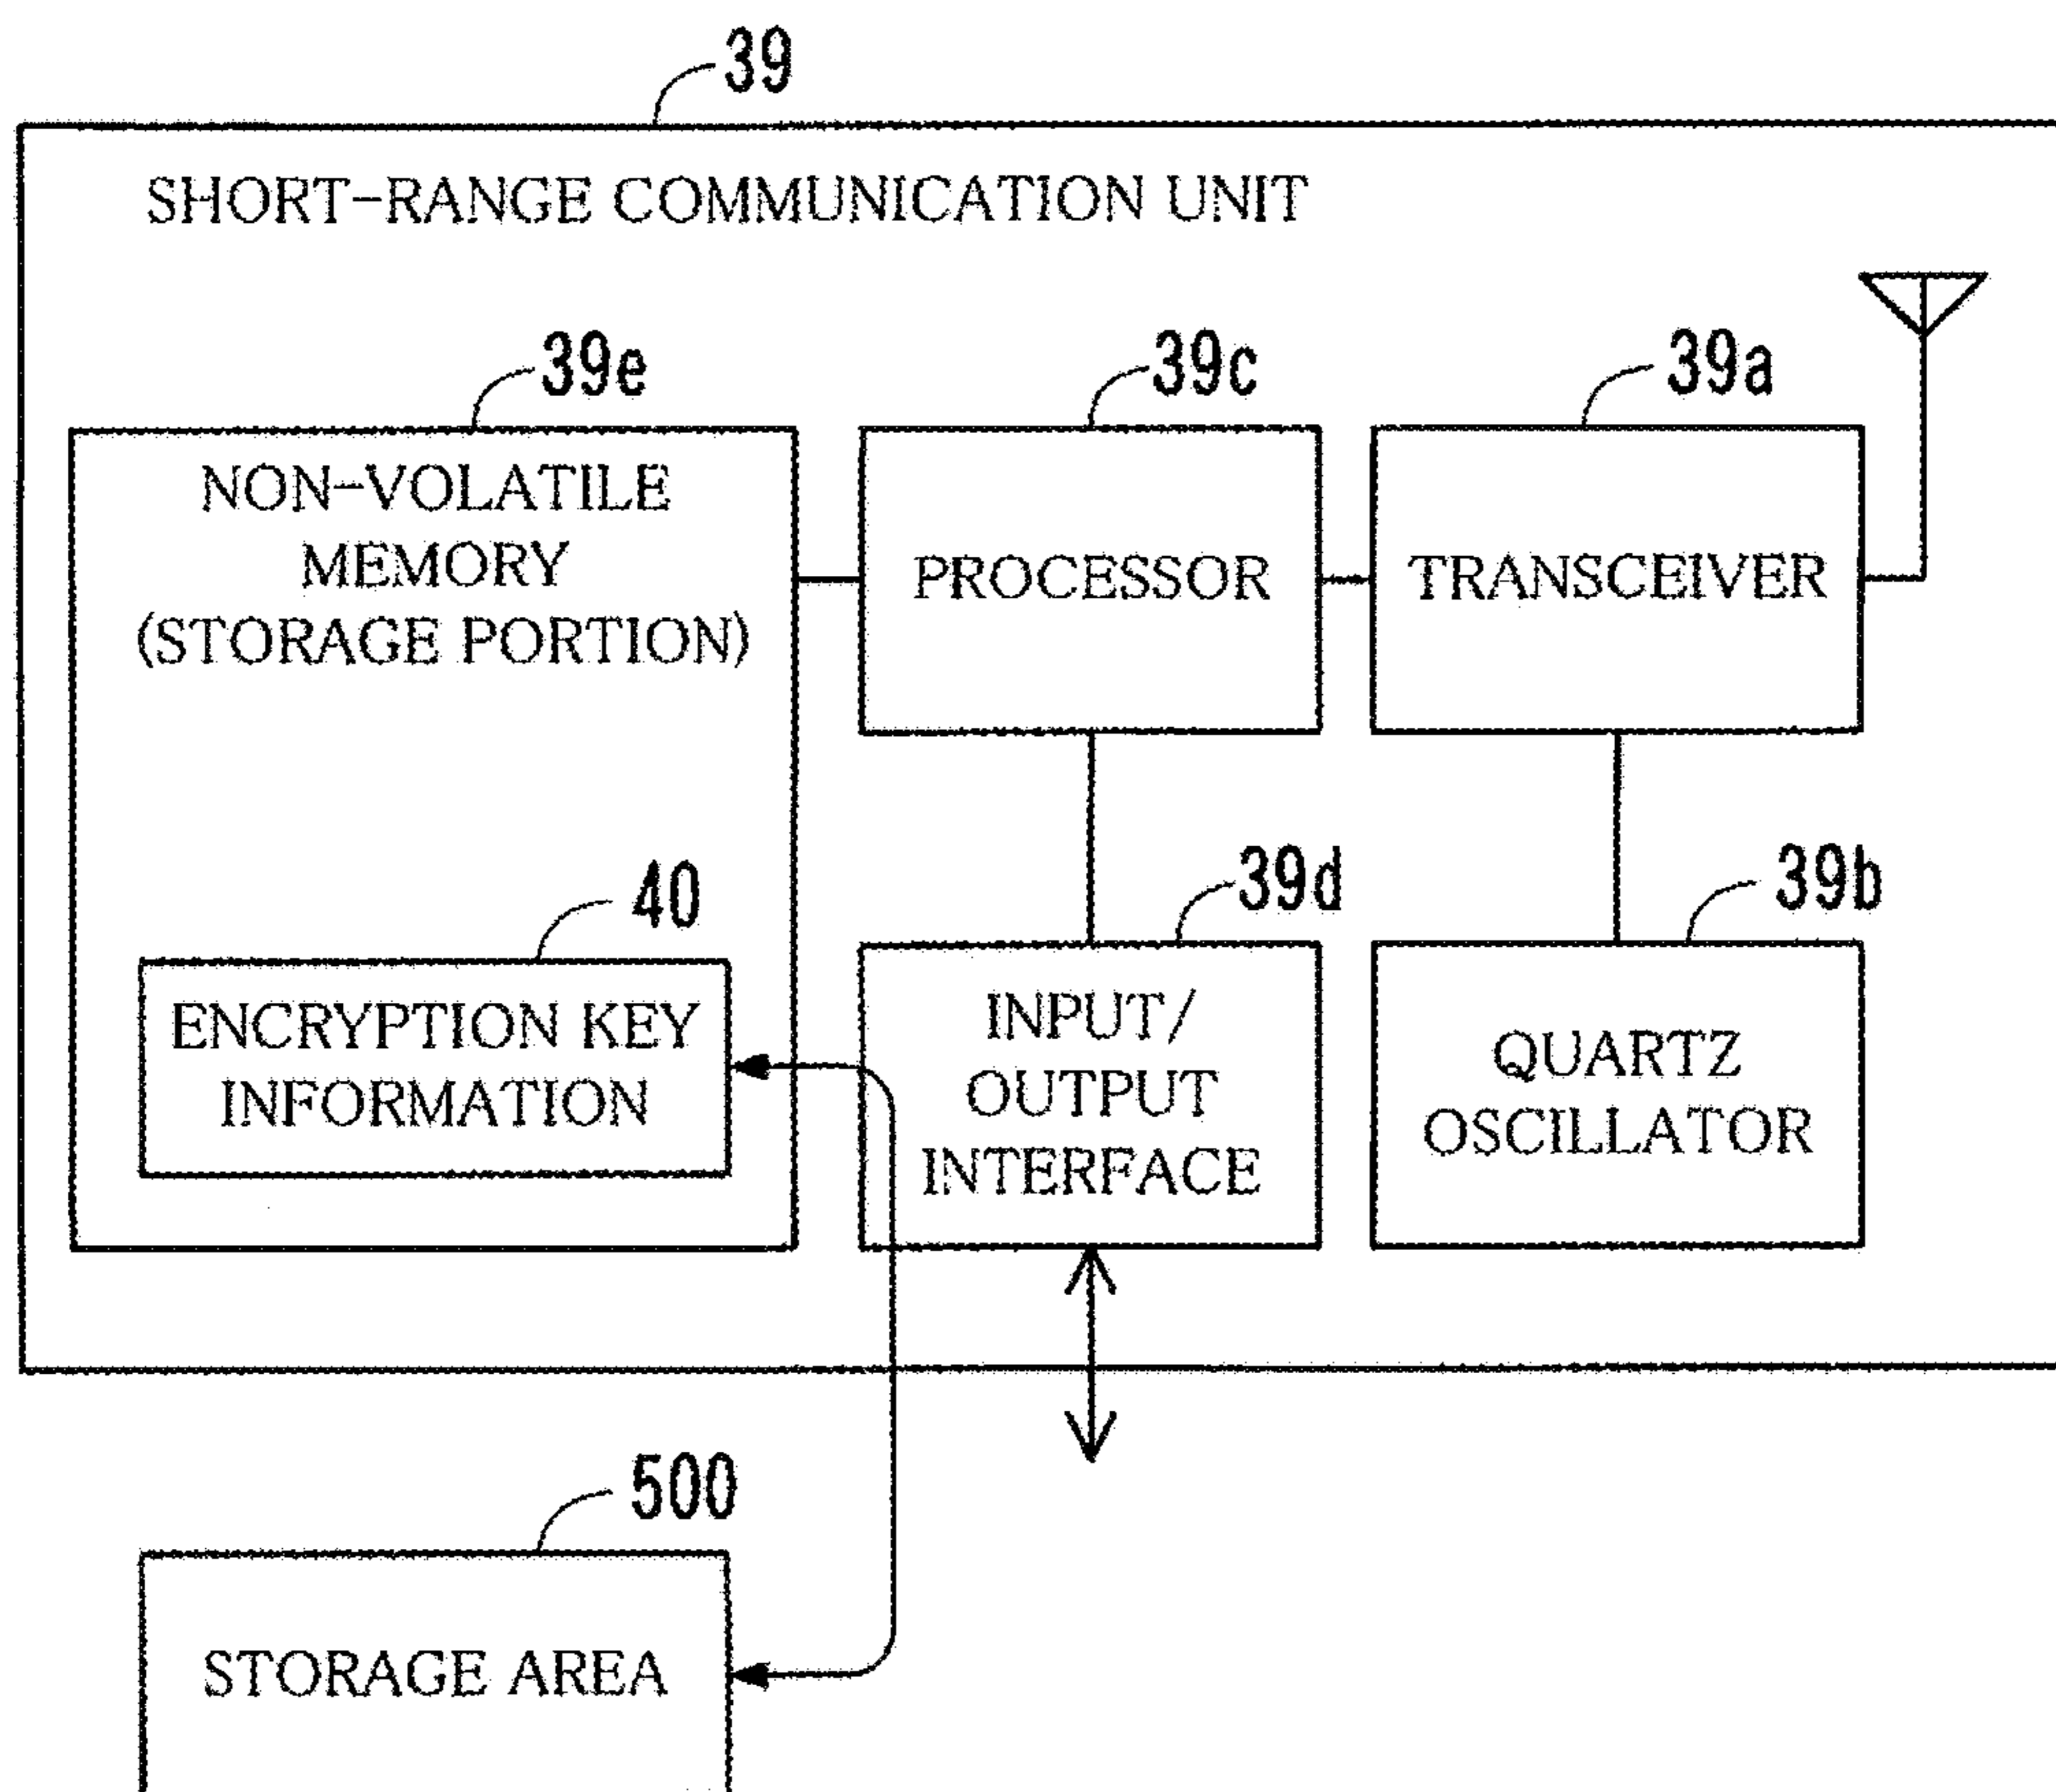 39
SHORT-RANGE COMMUNICATION UNIT
39e
39c
39a
NON-VOLATILE
MEMORY
(STORAGE PORTION)
PROCESSOR
TRANSCEIVER
40
39d
39b
ENCRYPTION KEY
INFORMATION
INPUT/
OUTPUT
INTERFACE
QUARTZ
OSCILLATOR
500
STORAGE AREA